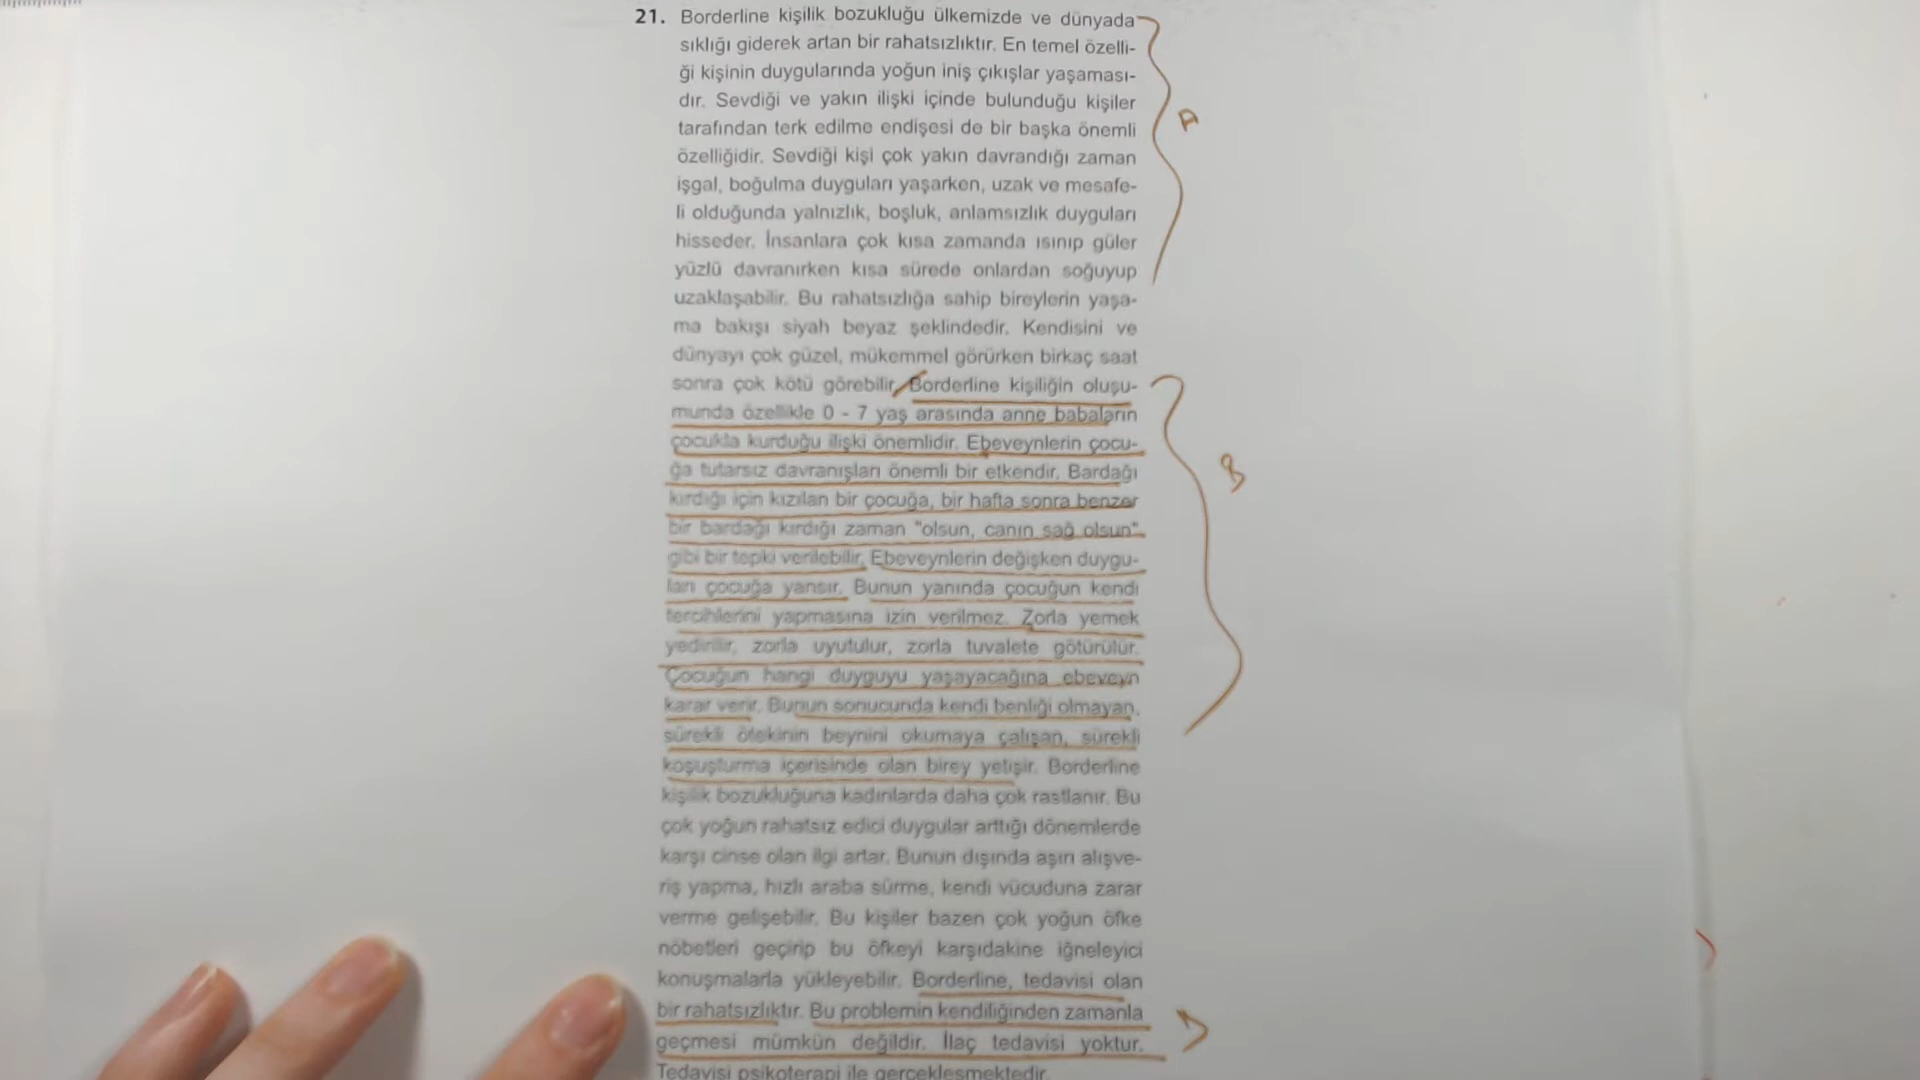 21. Borderline kişilik bozukluğu ülkemizde ve dünyada
sıklığı giderek artan bir rahatsızlıktır. En temel özelli-
ği kişinin duygularında yoğun iniş çıkışlar yaşaması-
dır. Sevdiği ve yakın ilişki içinde bulunduğu kişiler
tarafından terk edilme endişesi de bir başka önemli
özelliğidir. Sevdiği kişi çok yakın davrandığı zaman
işgal, boğulma duyguları yaşarken, uzak ve mesafe-
li olduğunda yalnızlık, boşluk, anlamsızlık duyguları
hisseder. İnsanlara çok kısa zamanda ısınıp güler
yüzlü davranırken kısa sürede onlardan soğuyup
uzaklaşabilir. Bu rahatsızlığa sahip bireylerin yaşa-
ma bakışı siyah beyaz şeklindedir. Kendisini ve
dünyayı çok güzel, mükemmel görürken birkaç saat
sonra çok kötü görebilir. Borderline kişiliğin oluşu-
munda özellikle 0 - 7 yaş arasında anne babaların
çocukla kurduğu ilişki önemlidir. Ebeveynlerin çocu-
ğa tutarsız davranışları önemli bir etkendir. Bardağı
kırdığı için kızılan bir çocuğa, bir hafta sonra benzer
bir bardağı kırdığı zaman "olsun, canın sağ olsun"
gibi bir tepki verilebilir. Ebeveynlerin değişken duygu-
ları çocuğa yansır. Bunun yanında çocuğun kendi
tercihlerini yapmasına izin verilmez. Zorla yemek
yedirilir, zorla uyutulur, zorla tuvalete götürülür.
Çocuğun hangi duyguyu yaşayacağına ebeveyn
karar verir. Bunun sonucunda kendi benliği olmayan,
sürekli ötekinin beynini okumaya çalışan, sürekli
koşuşturma içerisinde olan birey yetişir. Borderline
kişilik bozukluğuna kadınlarda daha çok rastlanır. Bu
çok yoğun rahatsız edici duygular arttığı dönemlerde
karşı cinse olan ilgi artar. Bunun dışında aşırı alışve-
riş yapma, hızlı araba sürme, kendi vücuduna zarar
verme gelişebilir. Bu kişiler bazen çok yoğun öfke
nöbetleri geçirip bu öfkeyi karşıdakine iğneleyici
konuşmalarla yükleyebilir. Borderline, tedavisi olan
bir rahatsızlıktır. Bu problemin kendiliğinden zamanla
geçmesi mümkün değildir. İlaç tedavisi yoktur.
Tedavisi psikoterapi ile gerçekleşmektedir.
A
B